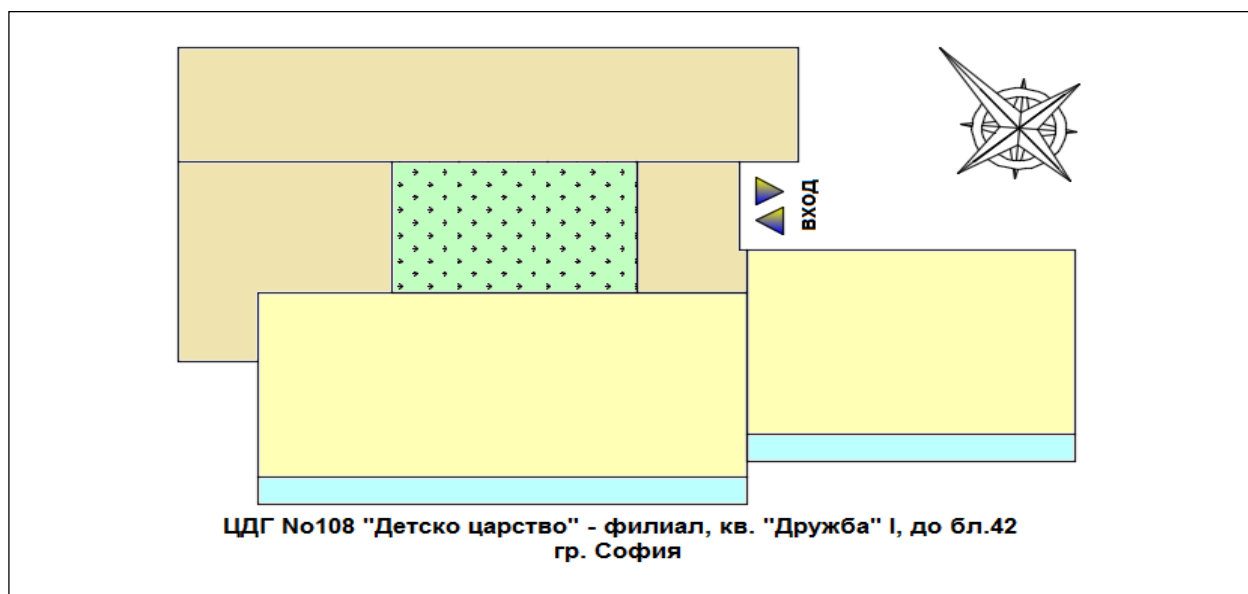 ВХОД
ЦДГ No108 "Детско царство" - филиал, кв. "Дружба" I, до бл.42
гр. София